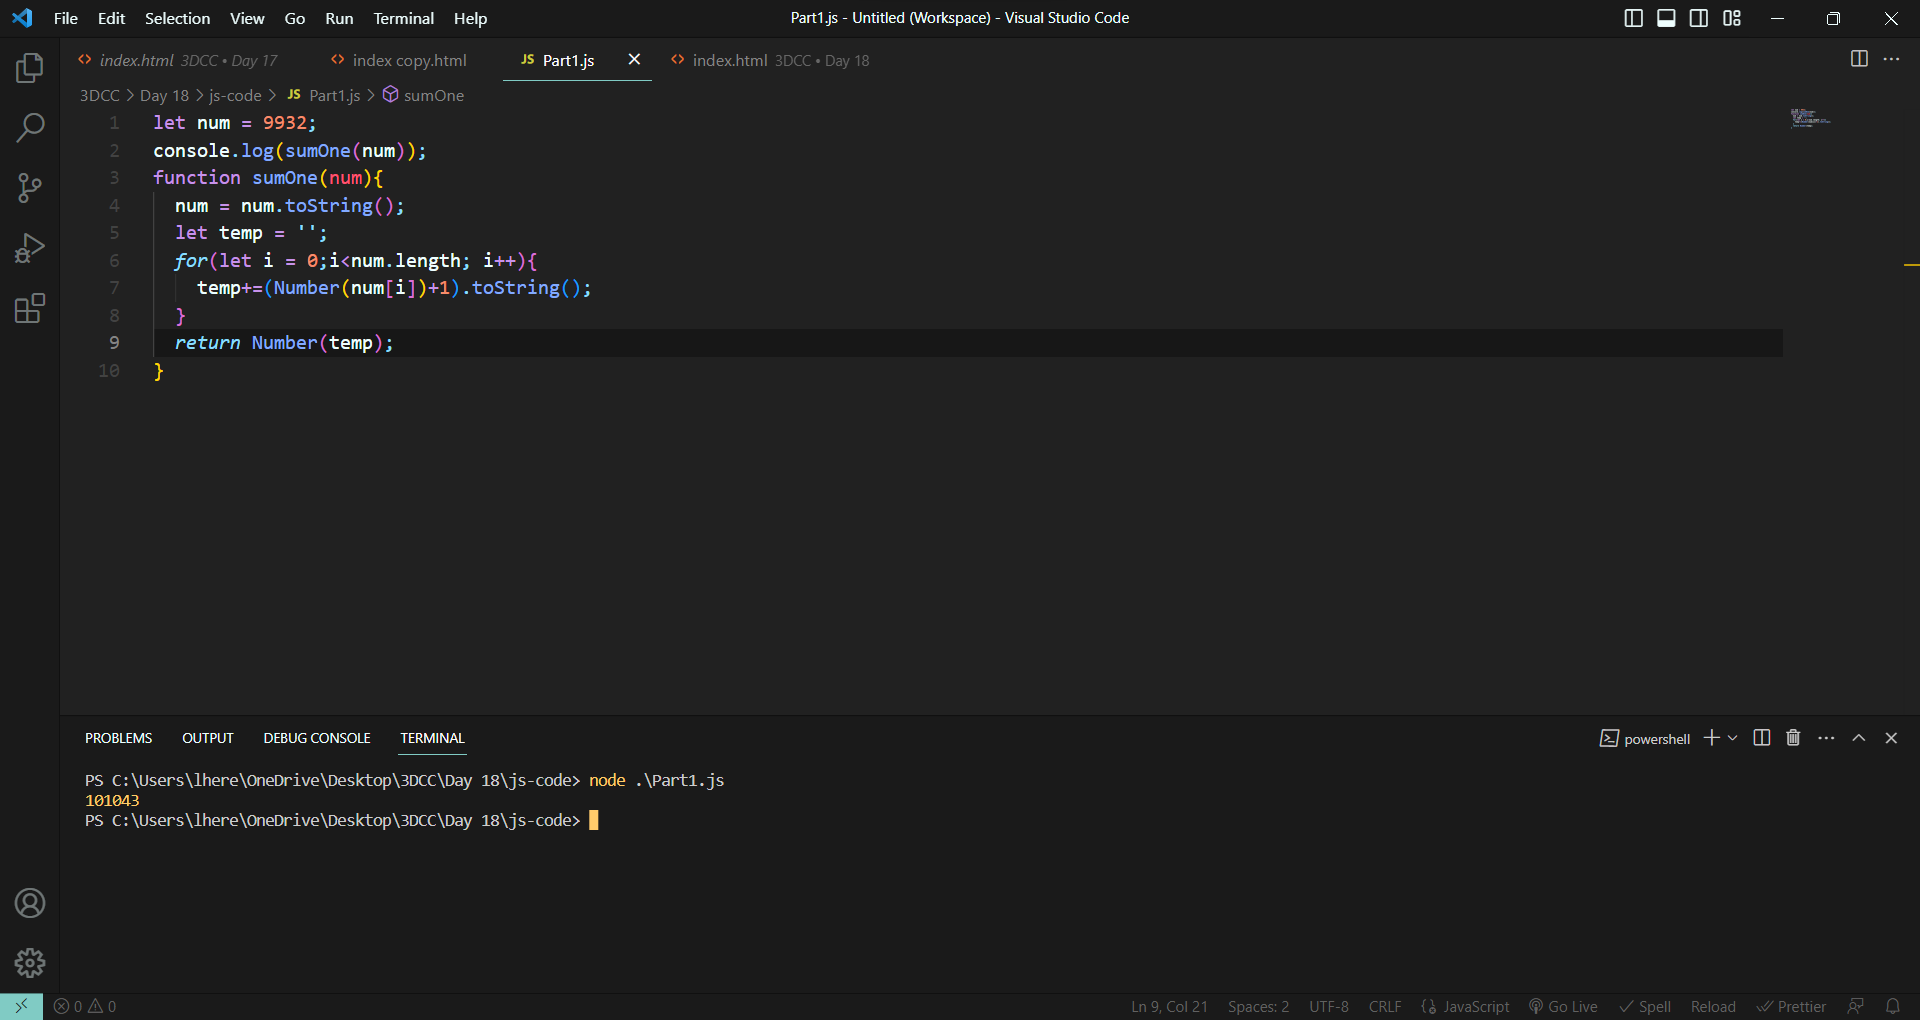 File Edit Selection View Go Run Terminal Help Part1.js - Untitled (Workspace) - Visual Studio Code
<> index.html 3DCC • Day 17 <> index copy.html JS Part1.js <> index.html 3DCC • Day 18
3DCC > Day 18 > js-code > JS Part1.js > sumOne
1 let num = 9932;
2 console.log(sumOne(num));
3 function sumOne(num){
4 num = num.toString();
5 let temp = '';
6 for(let i = 0;i<num.length; i++){
7 temp+=(Number(num[i])+1).toString();
8 }
9 return Number(temp);
10 }
PROBLEMS OUTPUT DEBUG CONSOLE TERMINAL powershell
PS C:\Users\lhere\OneDrive\Desktop\3DCC\Day 18\js-code> node .\Part1.js
101043
PS C:\Users\lhere\OneDrive\Desktop\3DCC\Day 18\js-code>
0 0 Ln 9, Col 21 Spaces: 2 UTF-8 CRLF JavaScript Go Live Spell Reload Prettier